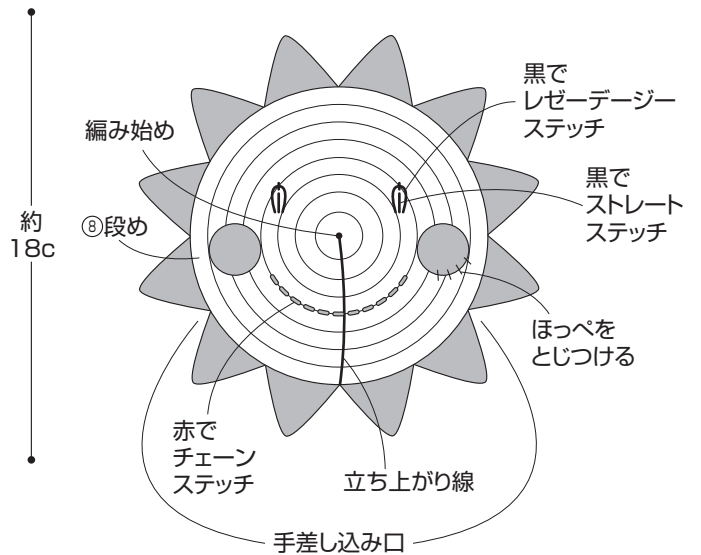 約
18c
編み始め
⑧段め
黒で
レゼーデージー
ステッチ
黒で
ストレート
ステッチ
ほっぺを
とじつける
赤で
チェーン
ステッチ
立ち上がり線
手差し込み口